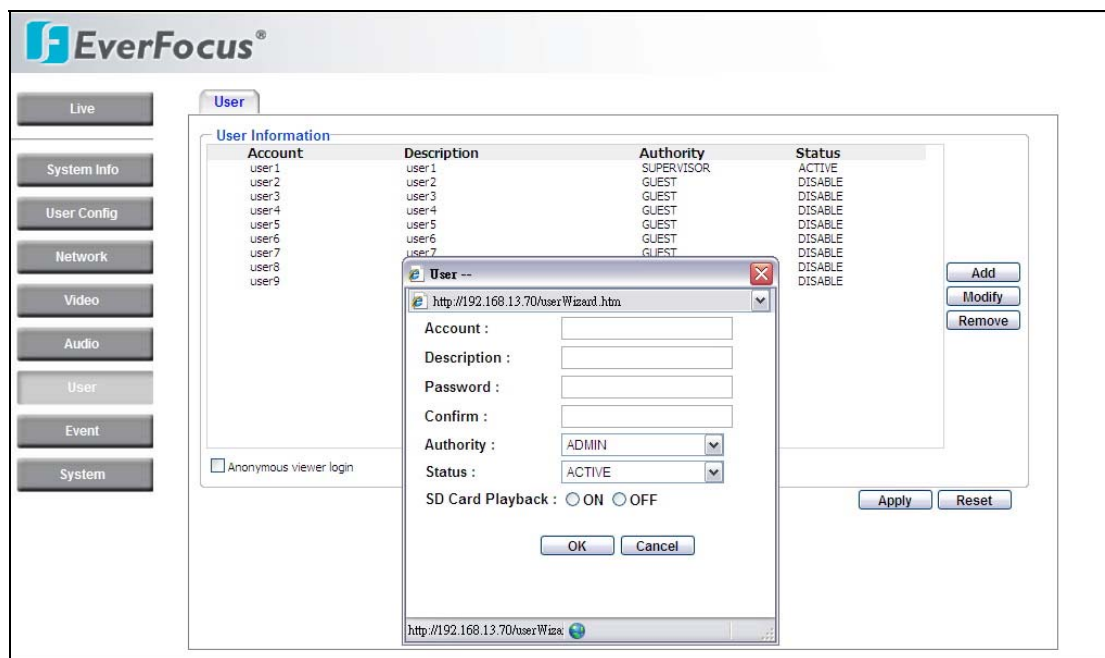 EverFocus®
Live
System Info
User Config
Network
Video
Audio
User
Event
System
User
User Information
Account Description Authority Status
user1 user1 SUPERVISOR ACTIVE
user2 user2 GUEST DISABLE
user3 user3 GUEST DISABLE
user4 user4 GUEST DISABLE
user5 user5 GUEST DISABLE
user6 user6 GUEST DISABLE
user7 user7 GUEST DISABLE
user8 DISABLE
user9 DISABLE
Add
Modify
Remove
Anonymous viewer login
Apply Reset
User --
http://192.168.13.70/userWizard.htm
Account :
Description :
Password :
Confirm :
Authority : ADMIN
Status : ACTIVE
SD Card Playback : ON OFF
OK Cancel
http://192.168.13.70/userWiza